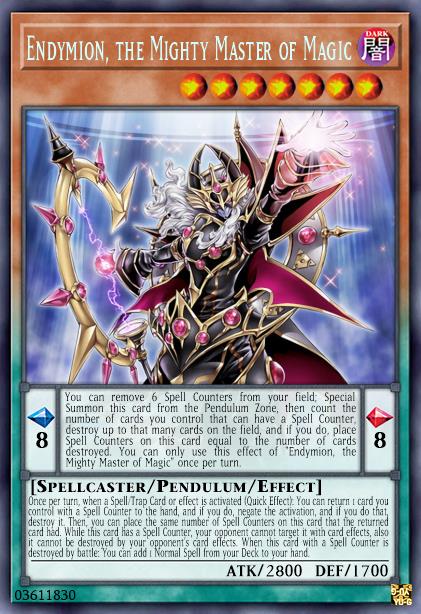 ENDYMION, THE MIGHTY MASTER OF MAGIC
DARK
闇
You can remove 6 Spell Counters from your field; Special
Summon this card from the Pendulum Zone, then count the
number of cards you control that can have a Spell Counter,
destroy up to that many cards on the field, and if you do, place
Spell Counters on this card equal to the number of cards
destroyed. You can only use this effect of "Endymion, the
Mighty Master of Magic" once per turn.
8
8
[SPELLCASTER/PENDULUM/EFFECT]
Once per turn, when a Spell/Trap Card or effect is activated (Quick Effect): You can return 1 card you
control with a Spell Counter to the hand, and if you do, negate the activation, and if you do that,
destroy it. Then, you can place the same number of Spell Counters on this card that the returned
card had. While this card has a Spell Counter, your opponent cannot target it with card effects, also
it cannot be destroyed by your opponent's card effects. When this card with a Spell Counter is
destroyed by battle: You can add 1 Normal Spell from your Deck to your hand.
ATK/2800 DEF/1700
03611830